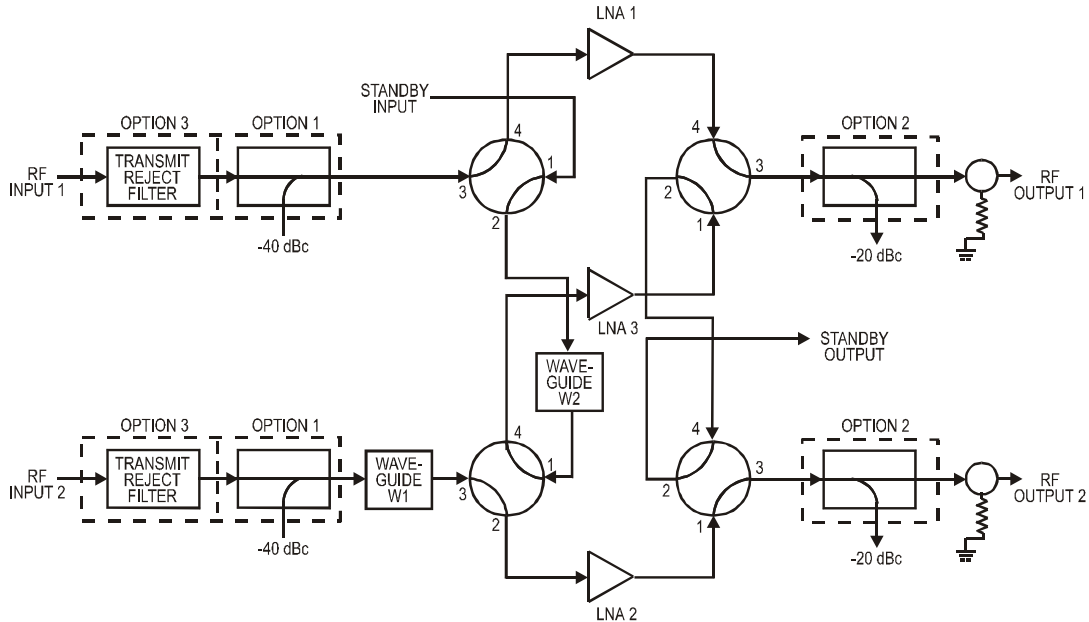 LNA 1
STANDBY
INPUT
OPTION 3
OPTION 1
OPTION 2
4
4
TRANSMIT
REJECT
FILTER
RF
INPUT 1
1
3
3
2
2
1
RF
OUTPUT 1
-40 dBc
-20 dBc
LNA 3
STANDBY
OUTPUT
WAVE-
GUIDE
W2
OPTION 3
OPTION 1
OPTION 2
4
4
RF
INPUT 2
TRANSMIT
REJECT
FILTER
WAVE-
GUIDE
W1
1
3
3
2
2
1
RF
OUTPUT 2
-40 dBc
-20 dBc
LNA 2